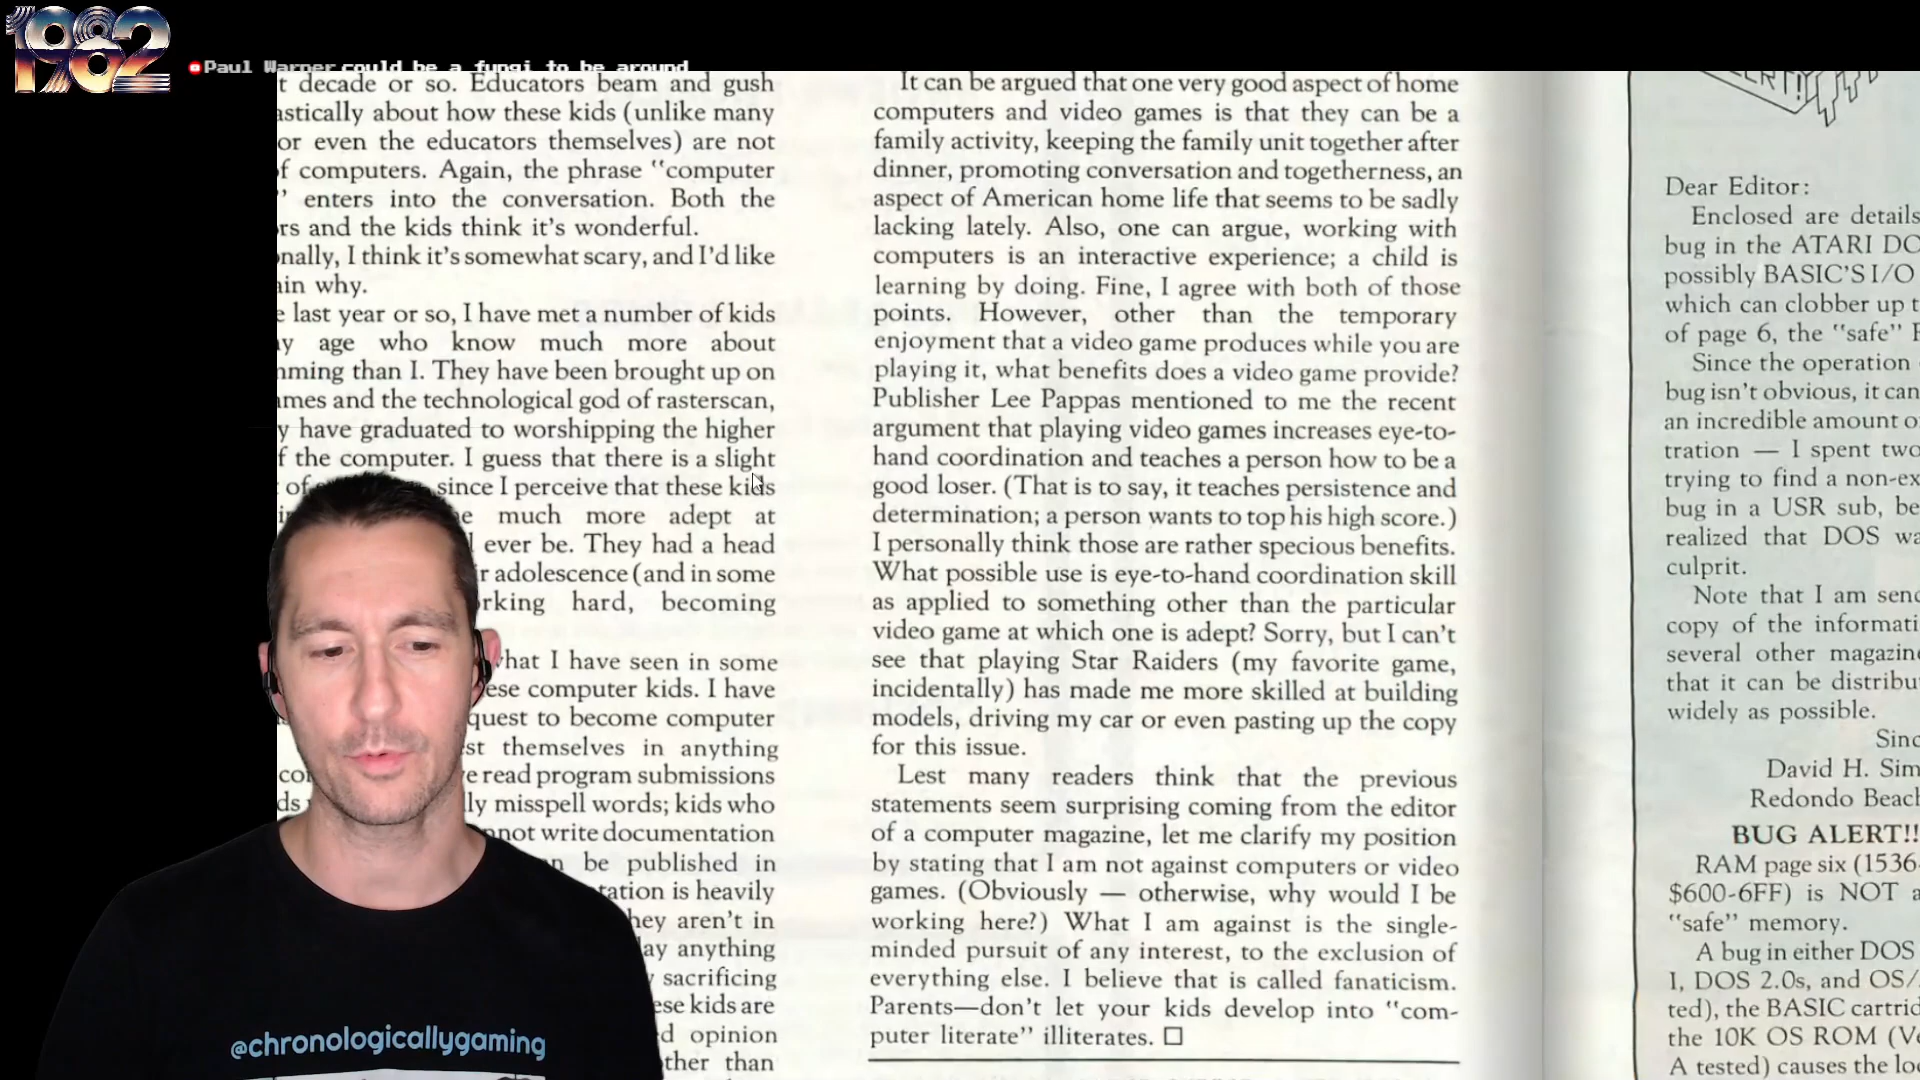 1982
Paul Warner could be a fungi to be around
t decade or so. Educators beam and gush
astically about how these kids (unlike many
or even the educators themselves) are not
f computers. Again, the phrase "computer
" enters into the conversation. Both the
rs and the kids think it's wonderful.
nally, I think it's somewhat scary, and I'd like
ain why.
e last year or so, I have met a number of kids
y age who know much more about
mming than I. They have been brought up on
ames and the technological god of rasterscan,
y have graduated to worshipping the higher
f the computer. I guess that there is a slight
of since I perceive that these kids
e much more adept at
ever be. They had a head
r adolescence (and in some
rking hard, becoming
what I have seen in some
ese computer kids. I have
quest to become computer
st themselves in anything
co e read program submissions
ds ly misspell words; kids who
nnot write documentation
n be published in
tation is heavily
hey aren't in
lay anything
y sacrificing
ese kids are
d opinion
ther than
It can be argued that one very good aspect of home
computers and video games is that they can be a
family activity, keeping the family unit together after
dinner, promoting conversation and togetherness, an
aspect of American home life that seems to be sadly
lacking lately. Also, one can argue, working with
computers is an interactive experience; a child is
learning by doing. Fine, I agree with both of those
points. However, other than the temporary
enjoyment that a video game produces while you are
playing it, what benefits does a video game provide?
Publisher Lee Pappas mentioned to me the recent
argument that playing video games increases eye-to-
hand coordination and teaches a person how to be a
good loser. (That is to say, it teaches persistence and
determination; a person wants to top his high score.)
I personally think those are rather specious benefits.
What possible use is eye-to-hand coordination skill
as applied to something other than the particular
video game at which one is adept? Sorry, but I can't
see that playing Star Raiders (my favorite game,
incidentally) has made me more skilled at building
models, driving my car or even pasting up the copy
for this issue.
Lest many readers think that the previous
statements seem surprising coming from the editor
of a computer magazine, let me clarify my position
by stating that I am not against computers or video
games. (Obviously — otherwise, why would I be
working here?) What I am against is the single-
minded pursuit of any interest, to the exclusion of
everything else. I believe that is called fanaticism.
Parents—don't let your kids develop into "com-
puter literate" illiterates. □
ERT!
Dear Editor:
Enclosed are details
bug in the ATARI DO
possibly BASIC'S I/O
which can clobber up t
of page 6, the "safe" R
Since the operation
bug isn't obvious, it can
an incredible amount o
tration — I spent two
trying to find a non-ex
bug in a USR sub, be
realized that DOS wa
culprit.
Note that I am send
copy of the informati
several other magazine
that it can be distribu
widely as possible.
Sinc
David H. Sim
Redondo Beach
BUG ALERT!!
RAM page six (1536-
$600-6FF) is NOT a
"safe" memory.
A bug in either DOS
I, DOS 2.0s, and OS/
ted), the BASIC cartrid
the 10K OS ROM (Ve
A tested) causes the lo
@chronologicallygaming